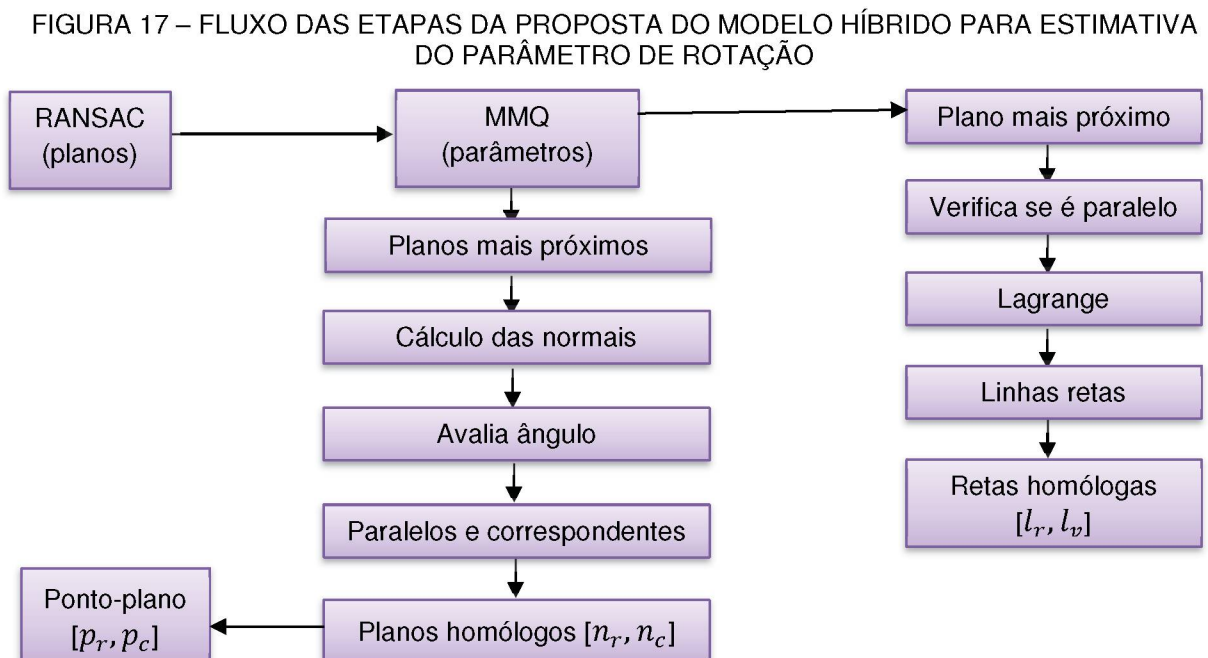 FIGURA 17 – FLUXO DAS ETAPAS DA PROPOSTA DO MODELO HÍBRIDO PARA ESTIMATIVA
DO PARÂMETRO DE ROTAÇÃO
RANSAC
(planos)
MMQ
(parâmetros)
Planos mais próximos
Cálculo das normais
Avalia ângulo
Paralelos e correspondentes
Planos homólogos [n_r, n_c]
Ponto-plano
[p_r, p_c]
Plano mais próximo
Verifica se é paralelo
Lagrange
Linhas retas
Retas homólogas
[l_r, l_v]